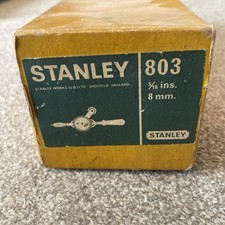 STANLEY 803
STANLEY WORKS (G.B.) LTD. SHEFFIELD, ENGLAND.
5/16 ins.
8 mm.
STANLEY